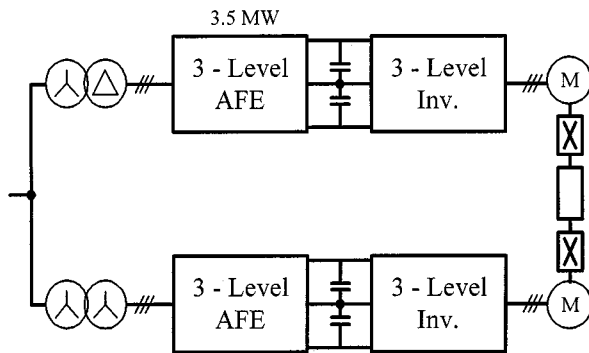 3.5 MW
3 - Level
AFE
3 - Level
Inv.
M
3 - Level
AFE
3 - Level
Inv.
M